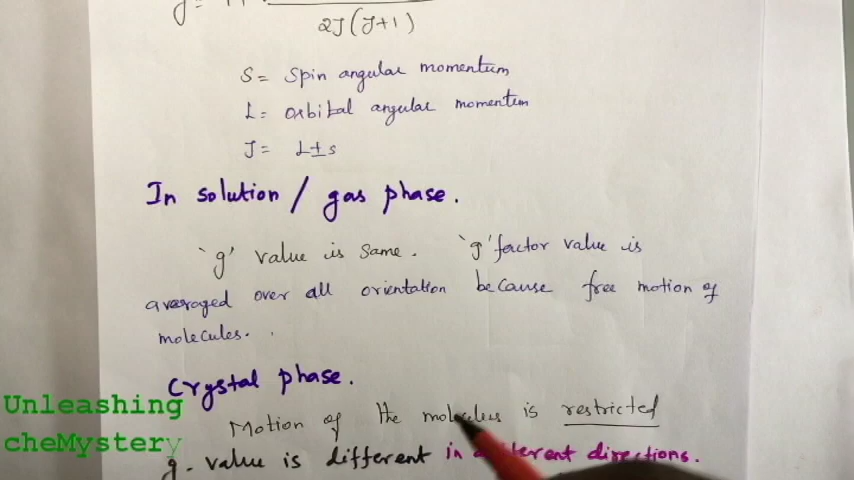 2J(J+1)
S= Spin angular momentum
L= orbital angular momentum
J= L±s
In solution / gas phase.
'g' value is same. 'g' factor value is
averaged over all orientation because free motion of
molecules.
Crystal phase.
Motion of the molecules is restricted
g. value is different in different directions.
Unleashing
cheMystery